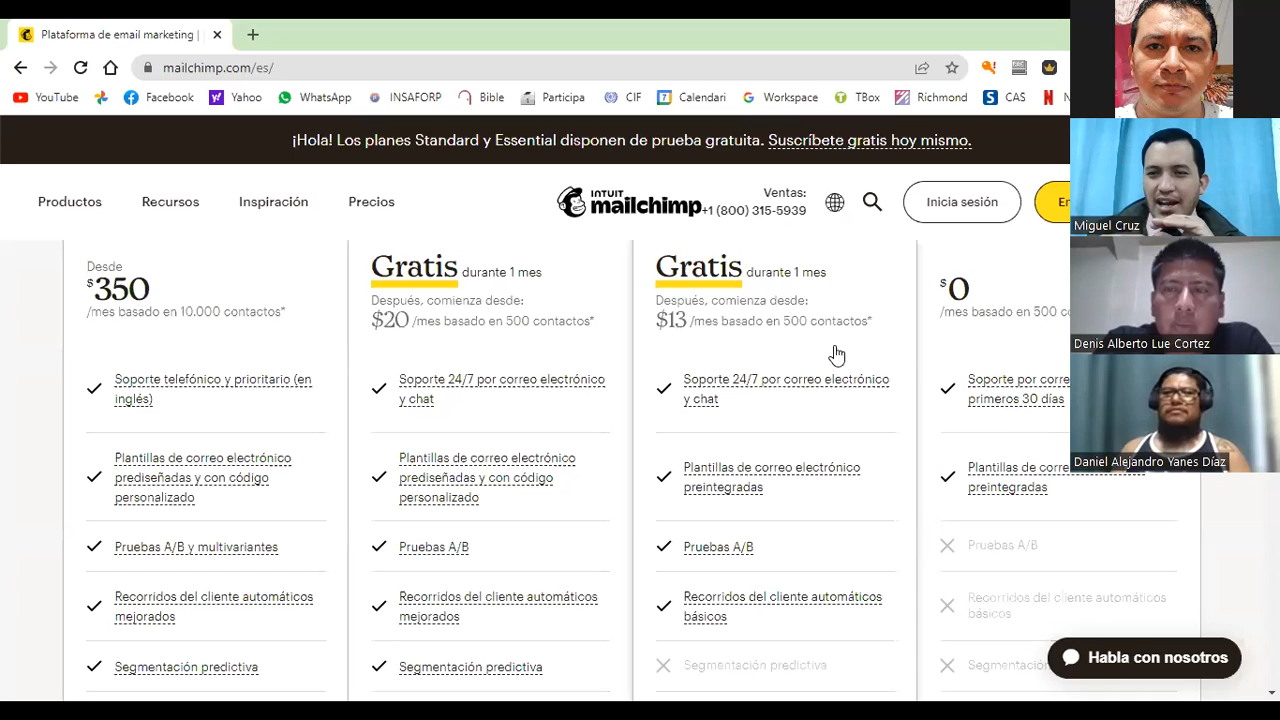 Plataforma de email marketing |
mailchimp.com/es/
YouTube
Facebook
Yahoo
WhatsApp
INSAFORP
Bible
Participa
CIF
Calendari
Workspace
TBox
Richmond
CAS
¡Hola! Los planes Standard y Essential disponen de prueba gratuita. Suscríbete gratis hoy mismo.
Productos
Recursos
Inspiración
Precios
INTUIT
mailchimp
Ventas:
+1 (800) 315-5939
Inicia sesión
Desde
$350
/mes basado en 10.000 contactos*
Soporte telefónico y prioritario (en
inglés)
Plantillas de correo electrónico
prediseñadas y con código
personalizado
Pruebas A/B y multivariantes
Recorridos del cliente automáticos
mejorados
Segmentación predictiva
Gratis durante 1 mes
Después, comienza desde:
$20 /mes basado en 500 contactos*
Soporte 24/7 por correo electrónico
y chat
Plantillas de correo electrónico
prediseñadas y con código
personalizado
Pruebas A/B
Recorridos del cliente automáticos
mejorados
Segmentación predictiva
Gratis durante 1 mes
Después, comienza desde:
$13 /mes basado en 500 contactos*
Soporte 24/7 por correo electrónico
y chat
Plantillas de correo electrónico
preintegradas
Pruebas A/B
Recorridos del cliente automáticos
básicos
Segmentación predictiva
$0
/mes basado en 500 co
Soporte por corre
primeros 30 días
Plantillas de corre
preintegradas
Pruebas A/B
Recorridos del cliente automáticos
básicos
Segmentación
Habla con nosotros
Miguel Cruz
Denis Alberto Lue Cortez
Daniel Alejandro Yanes Díaz